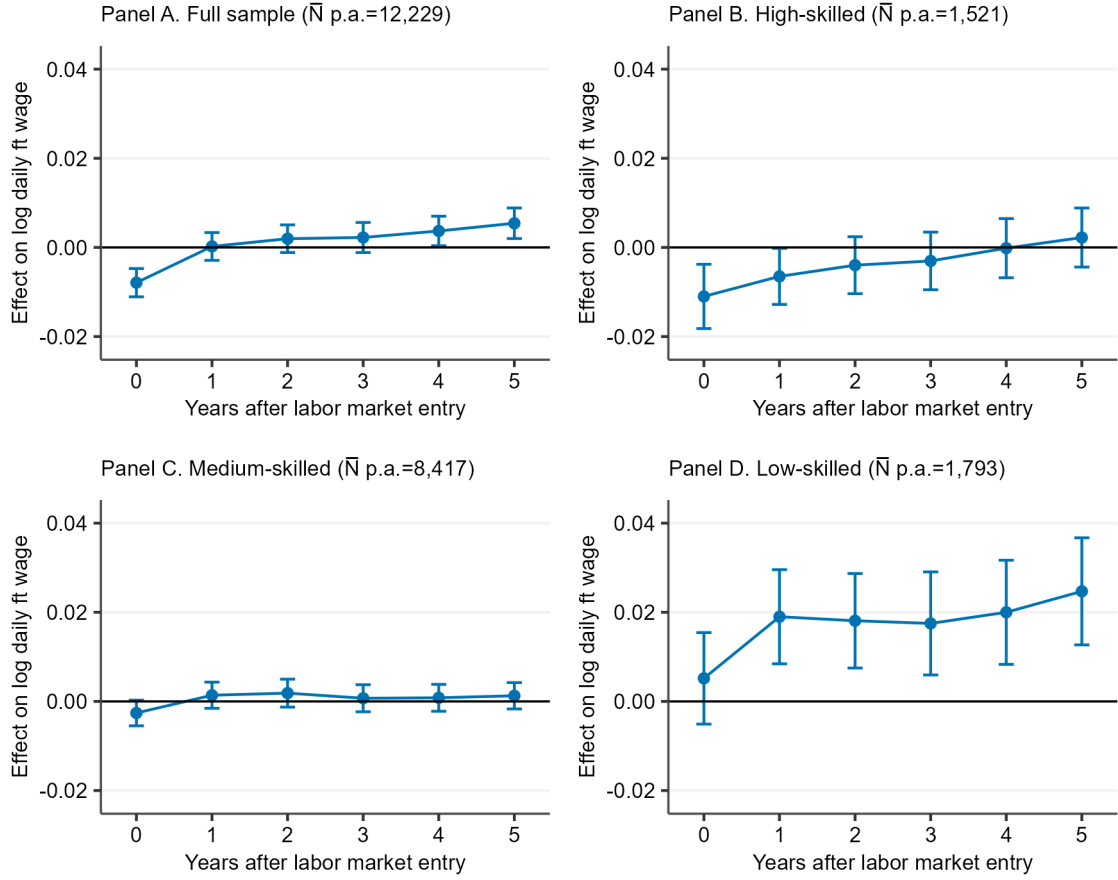 Panel A. Full sample (N̅ p.a.=12,229)
Effect on log daily ft wage
0.04
0.02
0.00
-0.02
0 1 2 3 4 5
Years after labor market entry
Panel B. High-skilled (N̅ p.a.=1,521)
Effect on log daily ft wage
0.04
0.02
0.00
-0.02
0 1 2 3 4 5
Years after labor market entry
Panel C. Medium-skilled (N̅ p.a.=8,417)
Effect on log daily ft wage
0.04
0.02
0.00
-0.02
0 1 2 3 4 5
Years after labor market entry
Panel D. Low-skilled (N̅ p.a.=1,793)
Effect on log daily ft wage
0.04
0.02
0.00
-0.02
0 1 2 3 4 5
Years after labor market entry